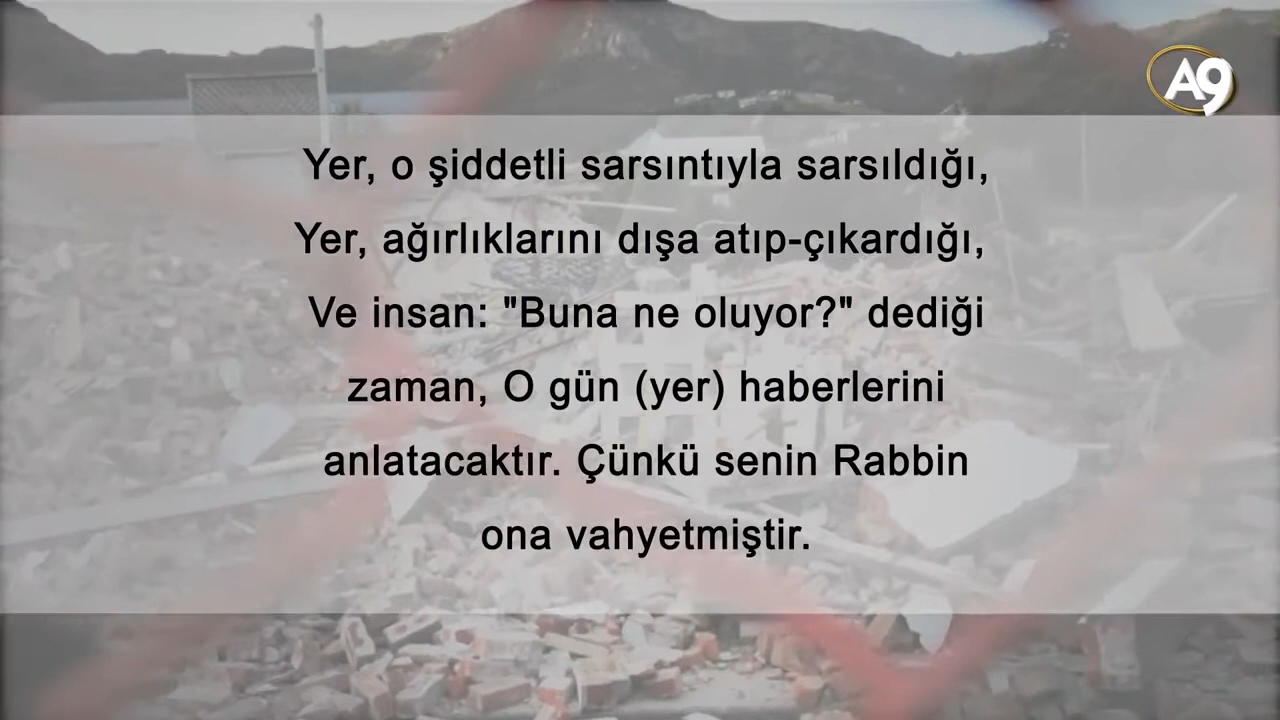 A9
Yer, o şiddetli sarsıntıyla sarsıldığı,
Yer, ağırlıklarını dışa atıp-çıkardığı,
Ve insan: "Buna ne oluyor?" dediği
zaman, O gün (yer) haberlerini
anlatacaktır. Çünkü senin Rabbin
ona vahyetmiştir.